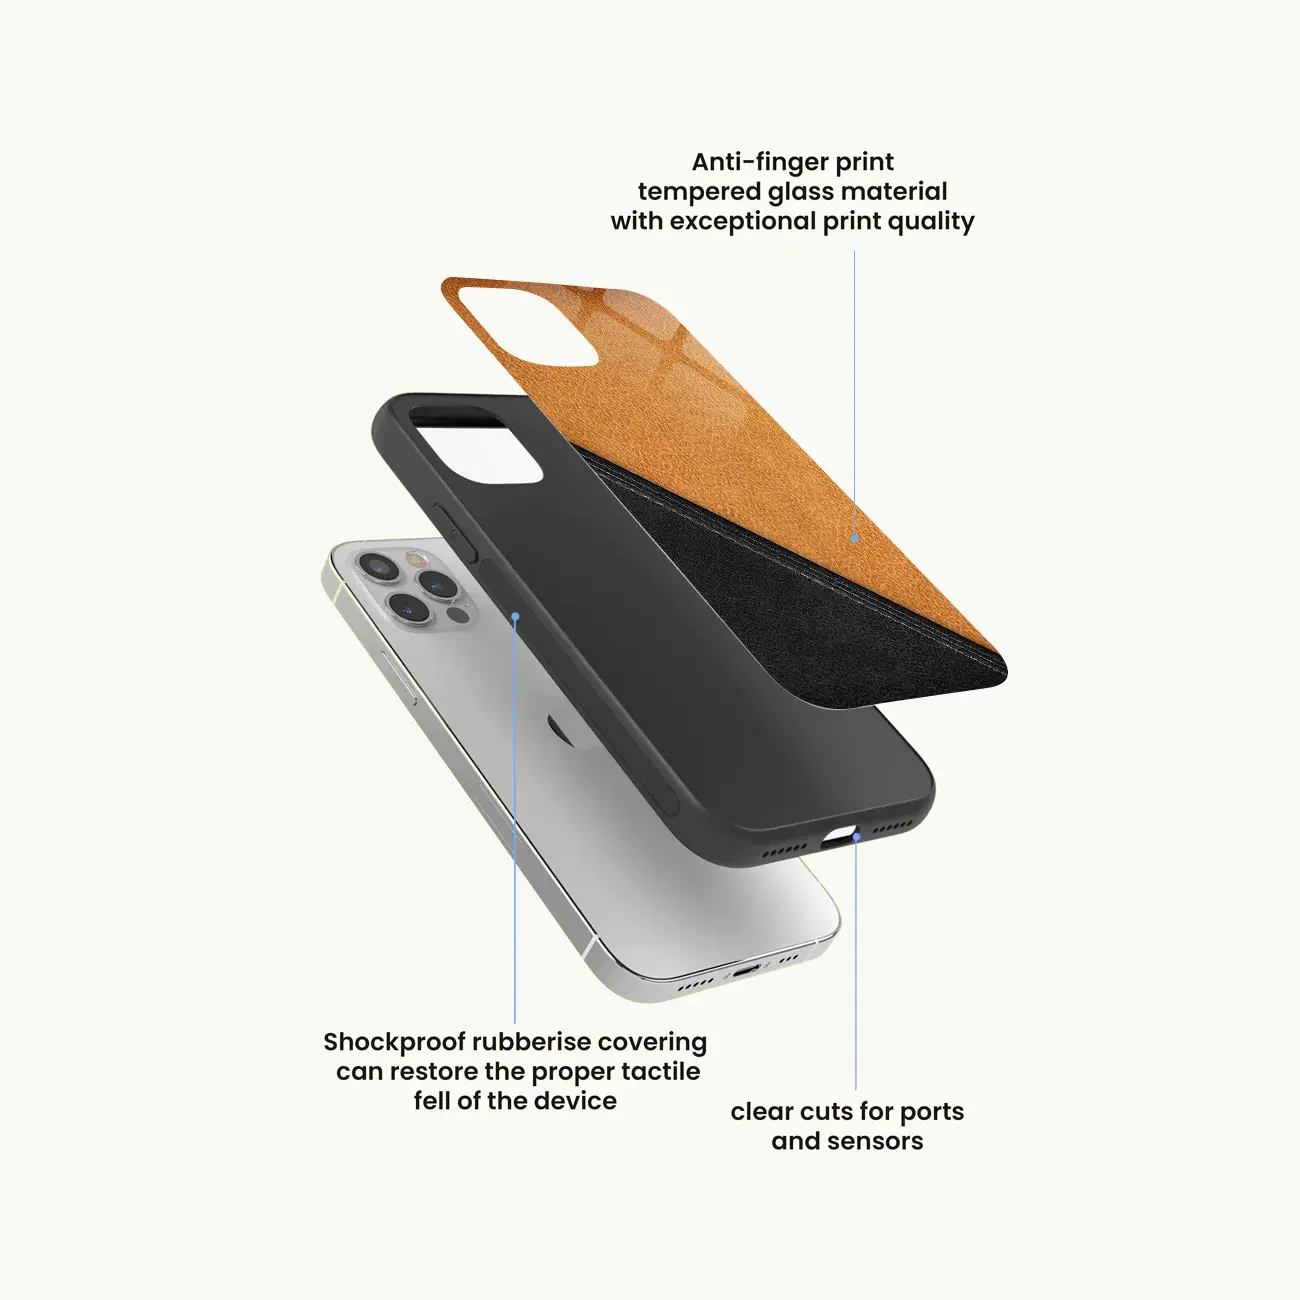 Anti-finger print
tempered glass material
with exceptional print quality
Shockproof rubberise covering
can restore the proper tactile
fell of the device
clear cuts for ports
and sensors